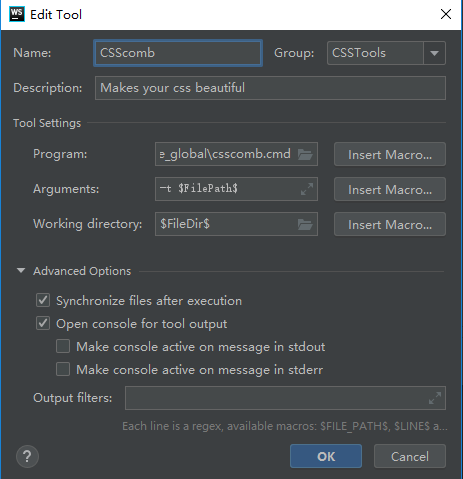 WS Edit Tool
Name: CSScomb Group: CSSTools
Description: Makes your css beautiful
Tool Settings
Program: e_global\csscomb.cmd Insert Macro...
Arguments: -t $FilePath$ Insert Macro...
Working directory: $FileDir$ Insert Macro...
Advanced Options
Synchronize files after execution
Open console for tool output
Make console active on message in stdout
Make console active on message in stderr
Output filters:
Each line is a regex, available macros: $FILE_PATH$, $LINE$ a...
? OK Cancel